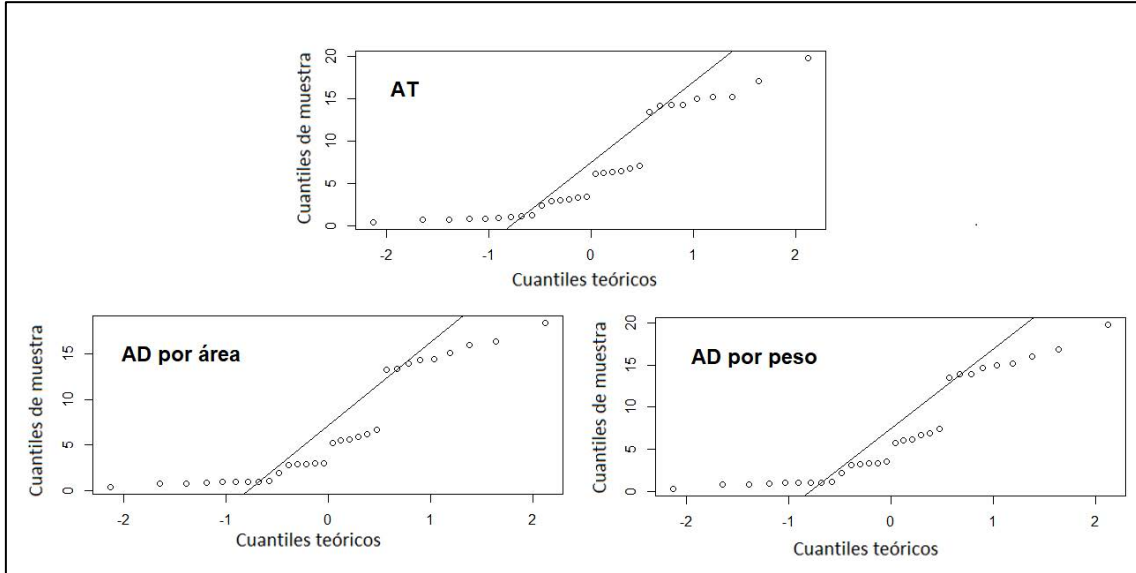 AT
Cuantiles de muestra
20
15
10
5
0
-2 -1 0 1 2
Cuantiles teóricos
AD por área
Cuantiles de muestra
15
10
5
0
-2 -1 0 1 2
Cuantiles teóricos
AD por peso
Cuantiles de muestra
20
15
10
5
0
-2 -1 0 1 2
Cuantiles teóricos